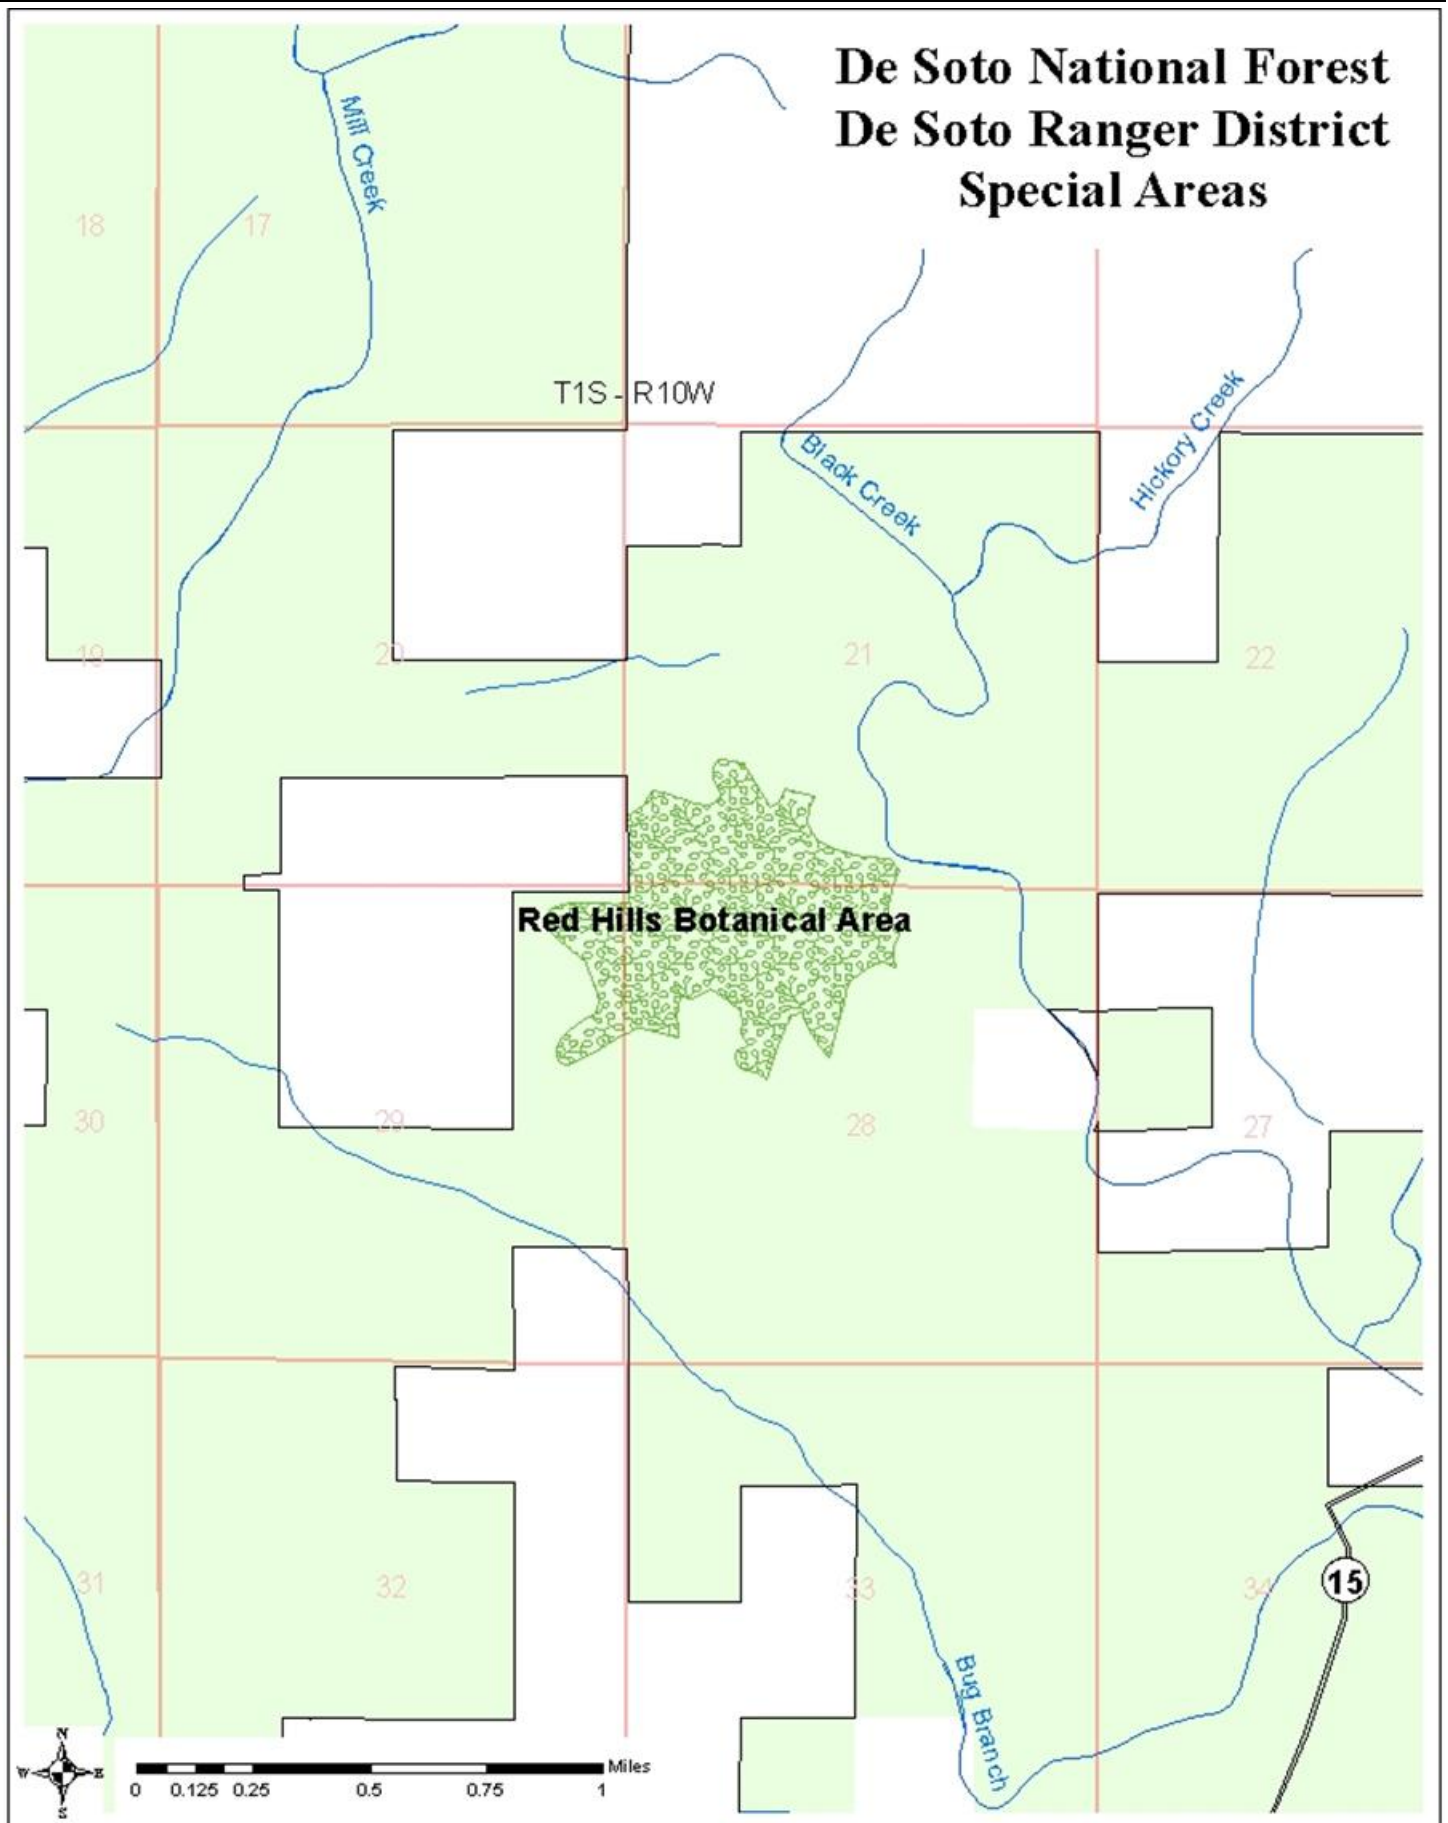 De Soto National Forest
De Soto Ranger District
Special Areas
Mill Creek
18
17
T1S - R10W
Black Creek
Hickory Creek
19
20
21
22
Red Hills Botanical Area
30
29
28
27
31
32
33
34
15
Bug Branch
N
W E
S
Miles
0 0.125 0.25 0.5 0.75 1